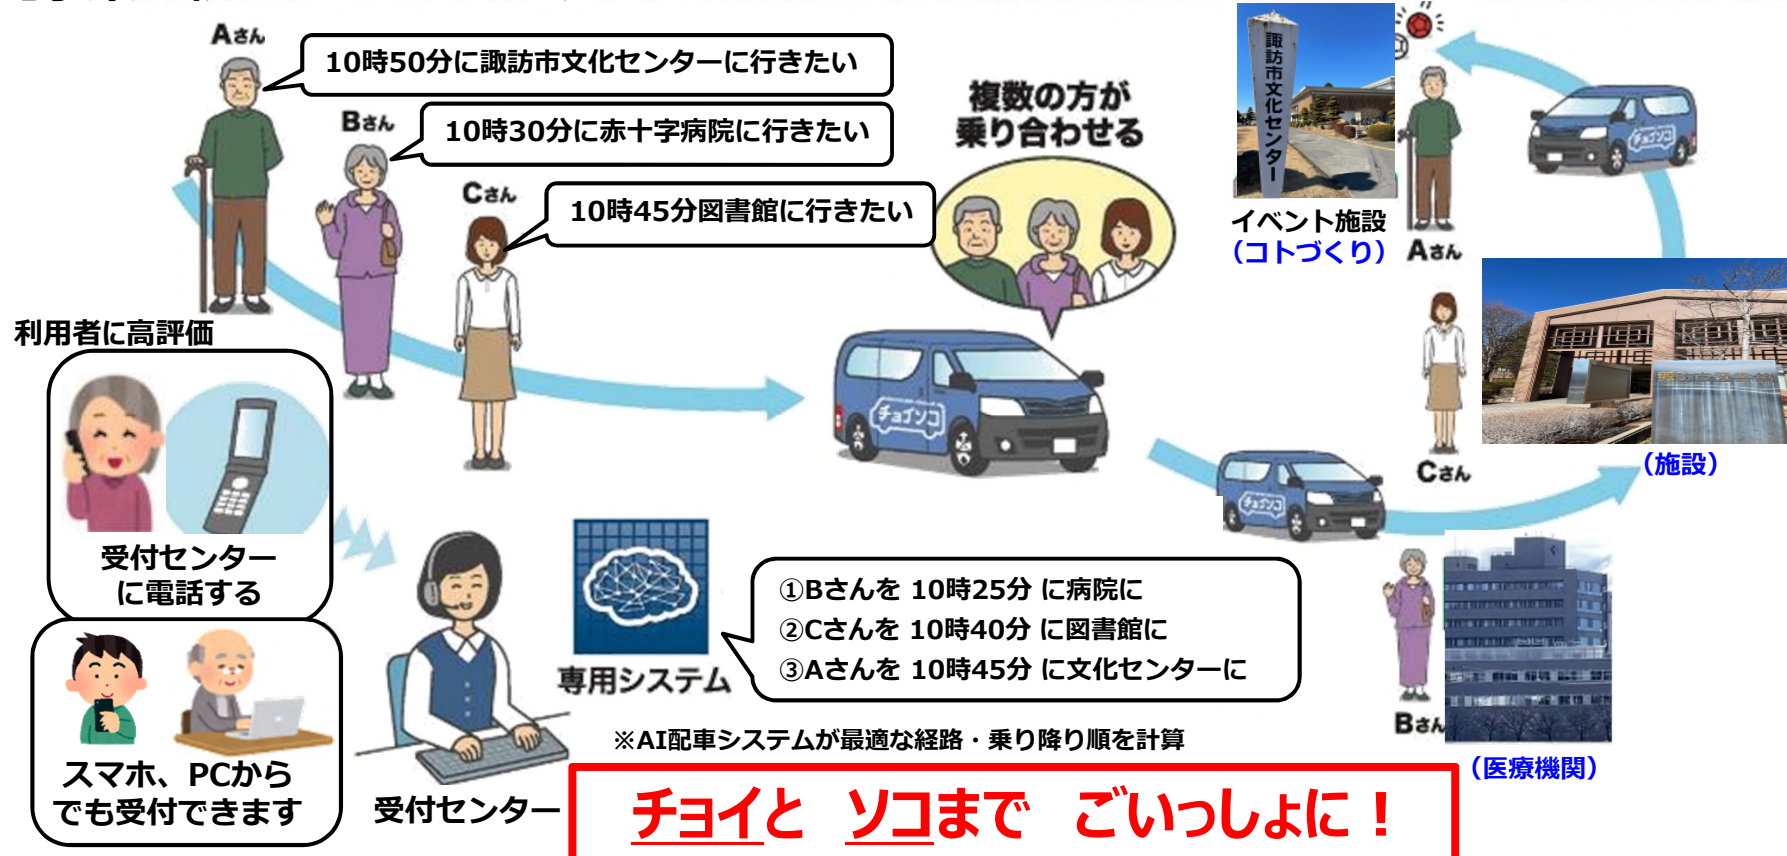 Aさん
10時50分に諏訪市文化センターに行きたい
Bさん
10時30分に赤十字病院に行きたい
Cさん
10時45分図書館に行きたい
複数の方が
乗り合わせる
諏訪市文化センター
イベント施設
（コトづくり）
Aさん
チョイソコ
チョイソコ
チョイソコ
Cさん
（施設）
Bさん
（医療機関）
利用者に高評価
受付センター
に電話する
スマホ、PCから
でも受付できます
受付センター
専用システム
①Bさんを 10時25分 に病院に
②Cさんを 10時40分 に図書館に
③Aさんを 10時45分 に文化センターに
※AI配車システムが最適な経路・乗り降り順を計算
チョイと ソコまで ごいっしょに！